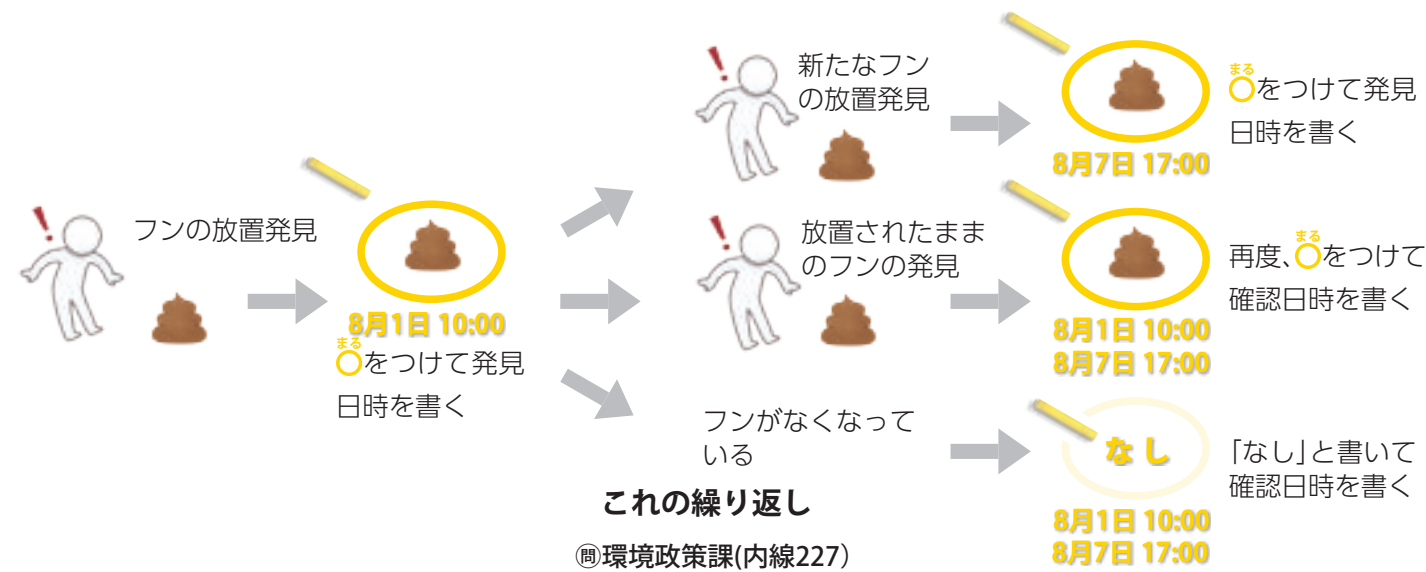 フンの放置発見
8月1日 10:00
まる
〇をつけて発見
日時を書く
新たなフン
の放置発見
8月7日 17:00
まる
〇をつけて発見
日時を書く
放置されたまま
のフンの発見
8月1日 10:00
8月7日 17:00
まる
再度、〇をつけて
確認日時を書く
フンがなくなって
いる
なし
8月1日 10:00
8月7日 17:00
「なし」と書いて
確認日時を書く
これの繰り返し
㉄環境政策課(内線227)